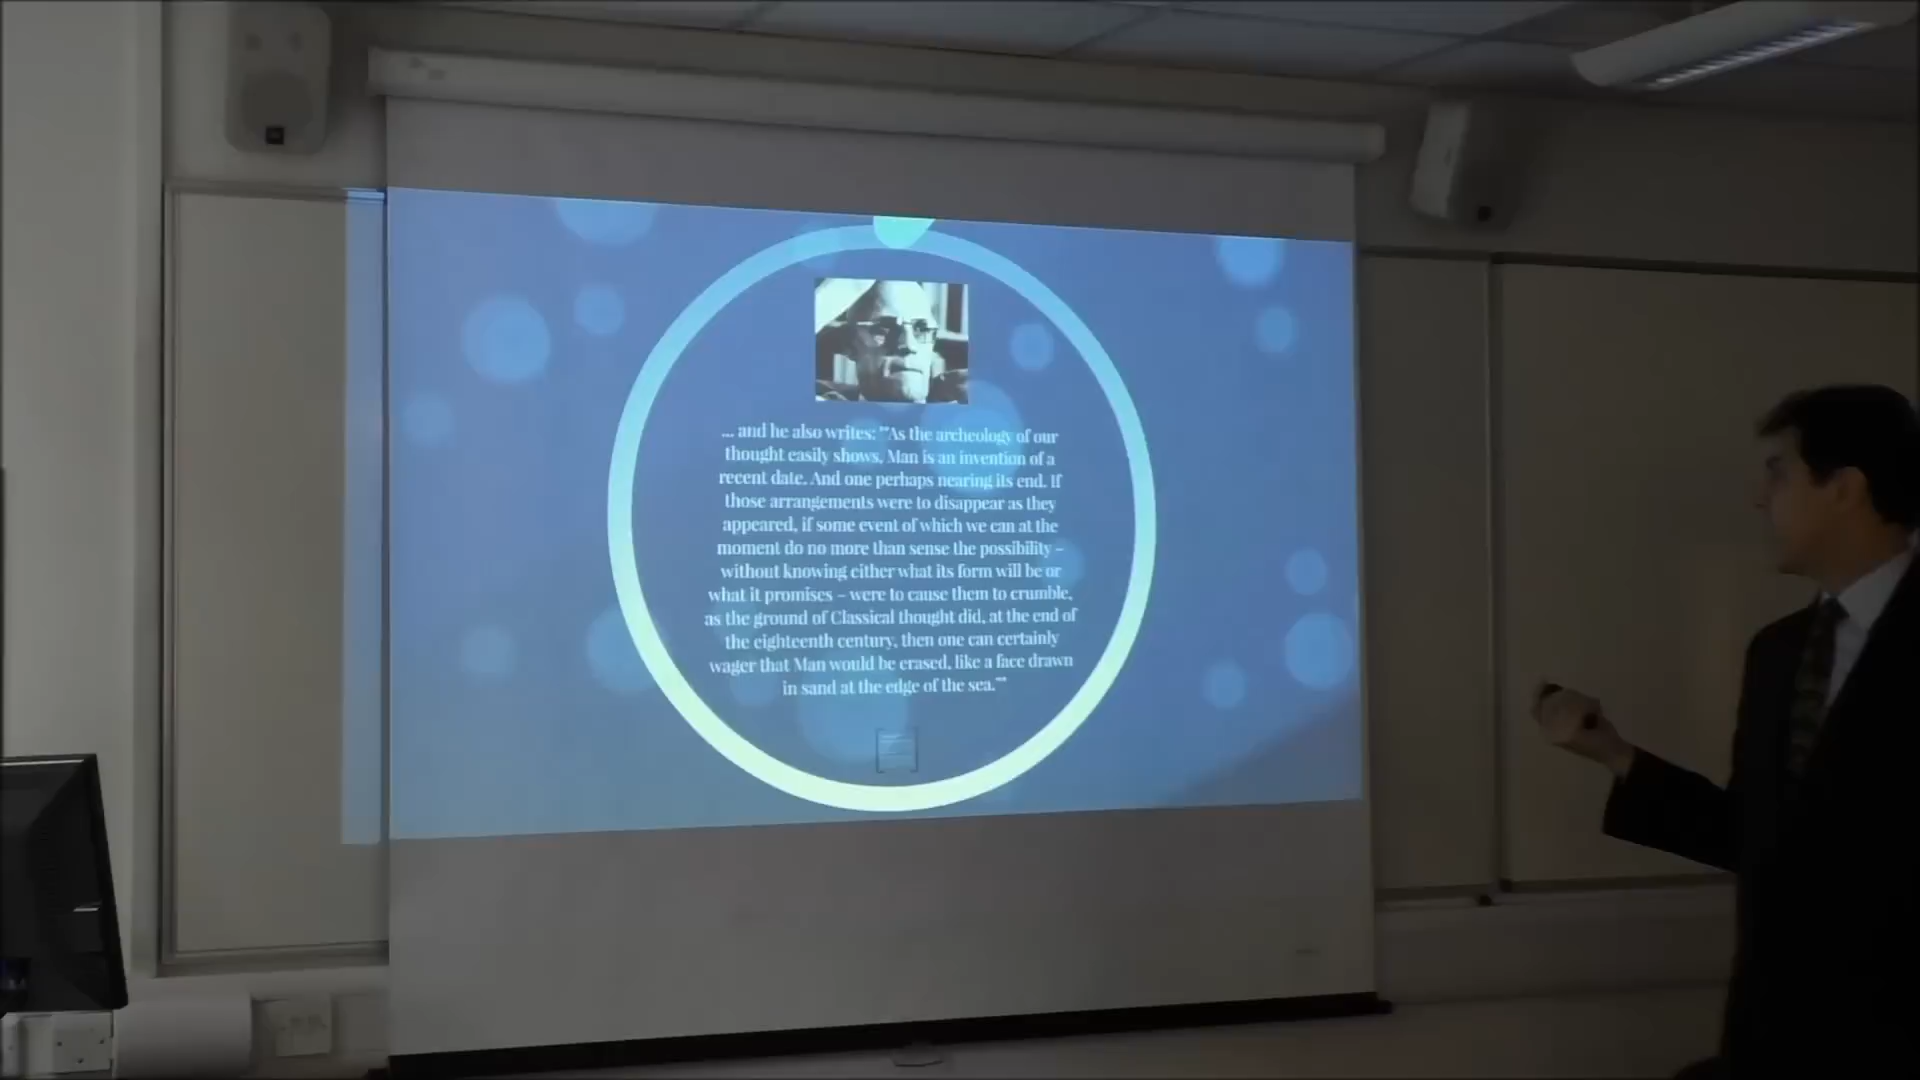 ... and he also writes: ""As the archeology of our
thought easily shows, Man is an invention of a
recent date. And one perhaps nearing its end. If
those arrangements were to disappear as they
appeared, if some event of which we can at the
moment do no more than sense the possibility –
without knowing either what its form will be or
what it promises – were to cause them to crumble,
as the ground of Classical thought did, at the end of
the eighteenth century, then one can certainly
wager that Man would be erased, like a face drawn
in sand at the edge of the sea.""